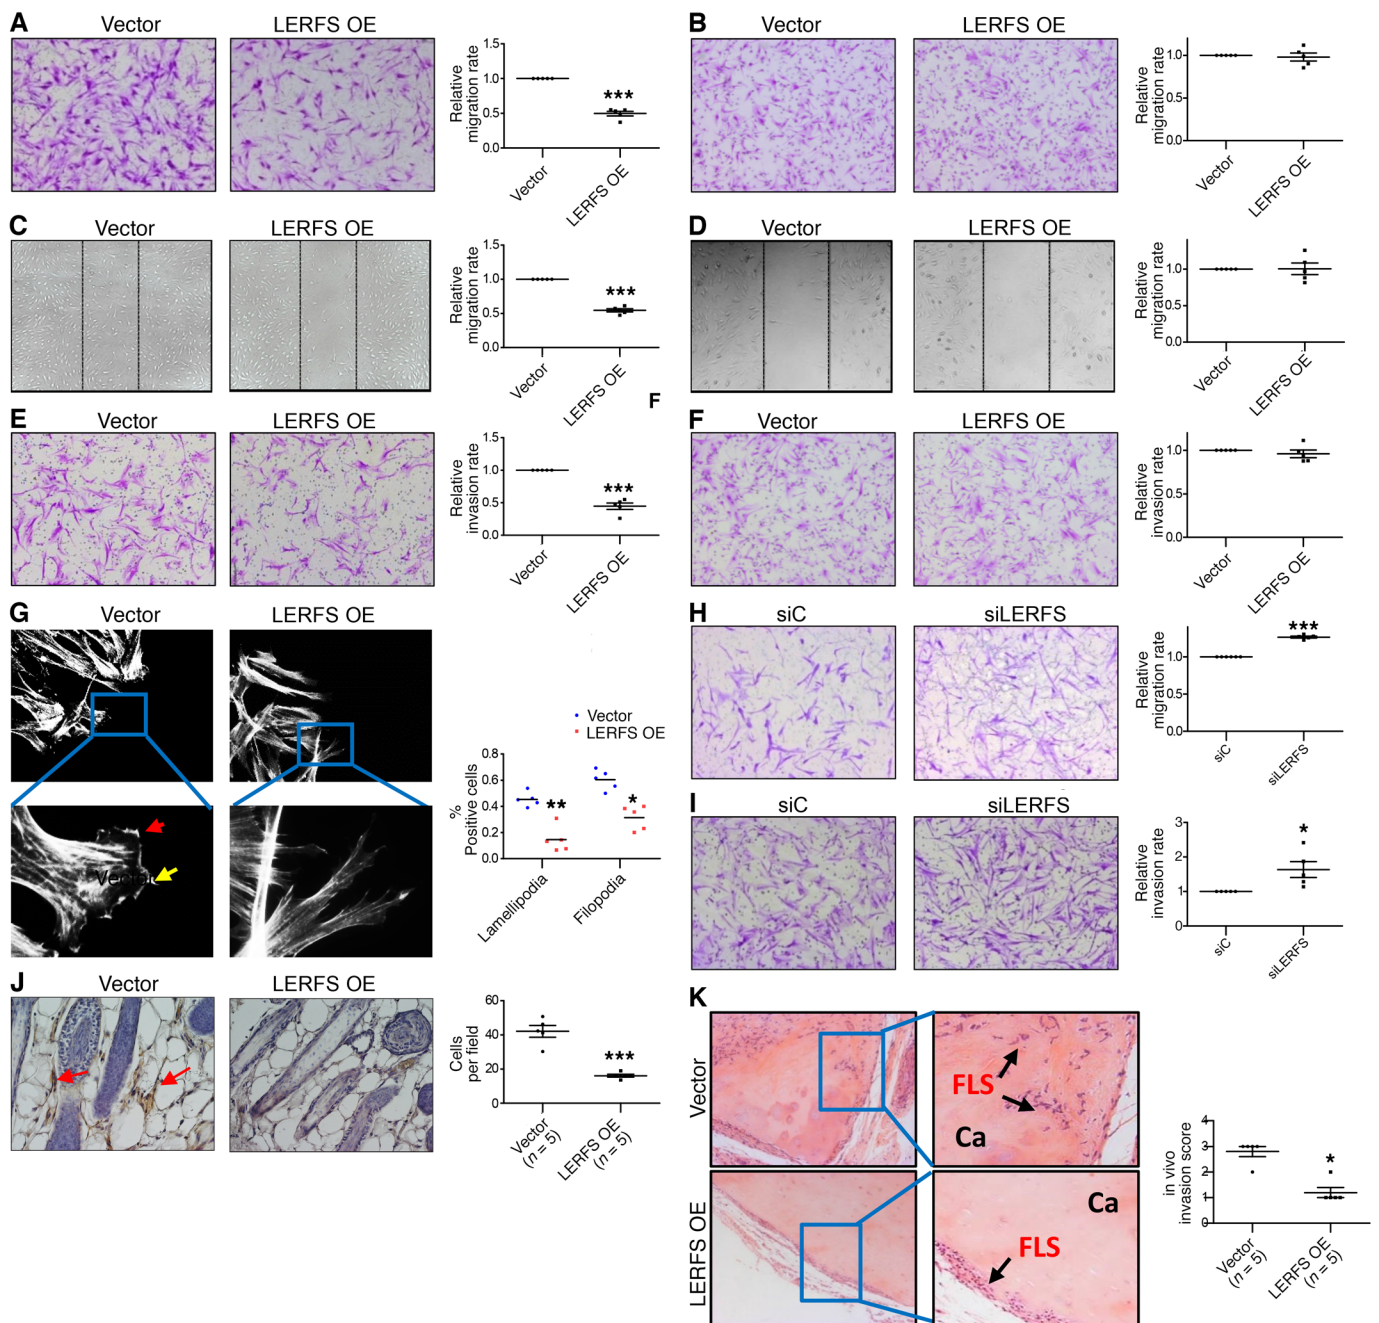 A
Vector
LERFS OE
Relative
migration rate
1.5
1.0
0.5
0.0
***
Vector
LERFS OE
B
Vector
LERFS OE
Relative
migration rate
1.0
0.5
0.0
Vector
LERFS OE
C
Vector
LERFS OE
Relative
migration rate
1.5
1.0
0.5
0.0
***
Vector
LERFS OE
D
Vector
LERFS OE
Relative
migration rate
1.0
0.5
0.0
Vector
LERFS OE
F
E
Vector
LERFS OE
Relative
invasion rate
1.5
1.0
0.5
0.0
***
Vector
LERFS OE
F
Vector
LERFS OE
Relative
invasion rate
1.0
0.5
0.0
Vector
LERFS OE
G
Vector
LERFS OE
Vector
Vector
LERFS OE
%
Positive cells
0.8
0.6
0.4
0.2
0.0
**
*
Lamellipodia
Filopodia
H
siC
siLERFS
Relative
migration rate
1.0
0.5
0.0
***
siC
siLERFS
I
siC
siLERFS
Relative
invasion rate
3
2
1
0
*
siC
siLERFS
J
Vector
LERFS OE
Cells
per field
60
40
20
0
***
Vector
(n = 5)
LERFS OE
(n = 5)
K
Vector
FLS
Ca
LERFS OE
Ca
FLS
in vivo
invasion score
4
3
2
1
0
*
Vector
(n = 5)
LERFS OE
(n = 5)